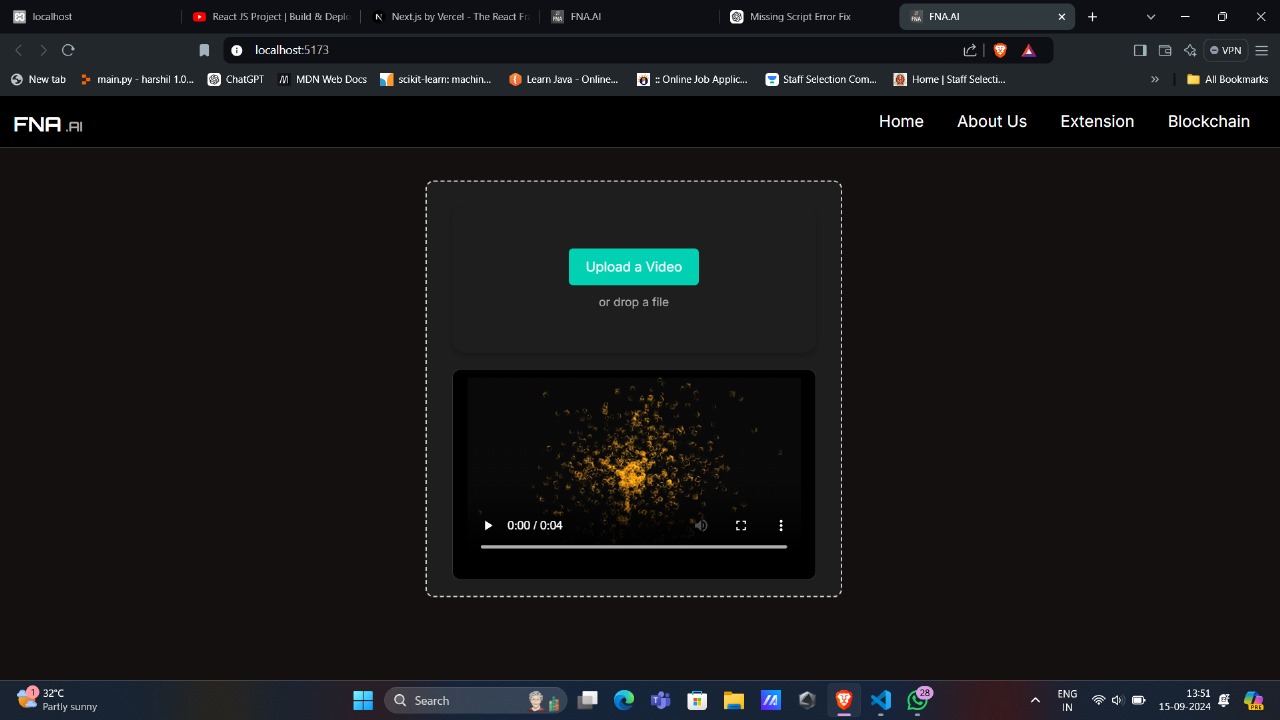 localhost
React JS Project | Build & Deplo
Next.js by Vercel - The React Fra
FNA.AI
Missing Script Error Fix
FNA.AI
localhost:5173
VPN
New tab
main.py - harshil 1.0...
ChatGPT
MDN Web Docs
scikit-learn: machin...
Learn Java - Online...
:: Online Job Applic...
Staff Selection Com...
Home | Staff Selecti...
»
All Bookmarks
FNA .AI
Home
About Us
Extension
Blockchain
Upload a Video
or drop a file
0:00 / 0:04
1
32°C
Partly sunny
Search
28
ENG
IN
13:51
15-09-2024
PRE